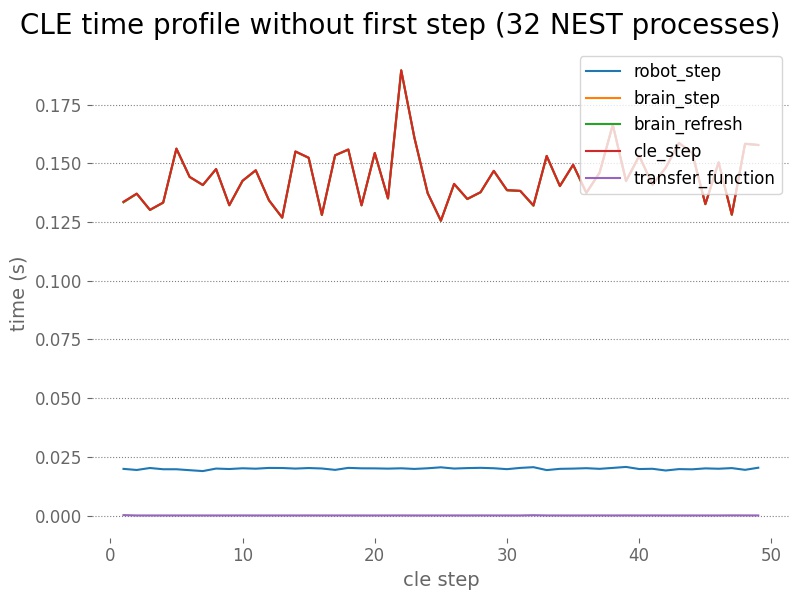 CLE time profile without first step (32 NEST processes)
robot_step
brain_step
brain_refresh
cle_step
transfer_function
0.175
0.150
0.125
0.100
0.075
0.050
0.025
0.000
time (s)
0 10 20 30 40 50
cle step